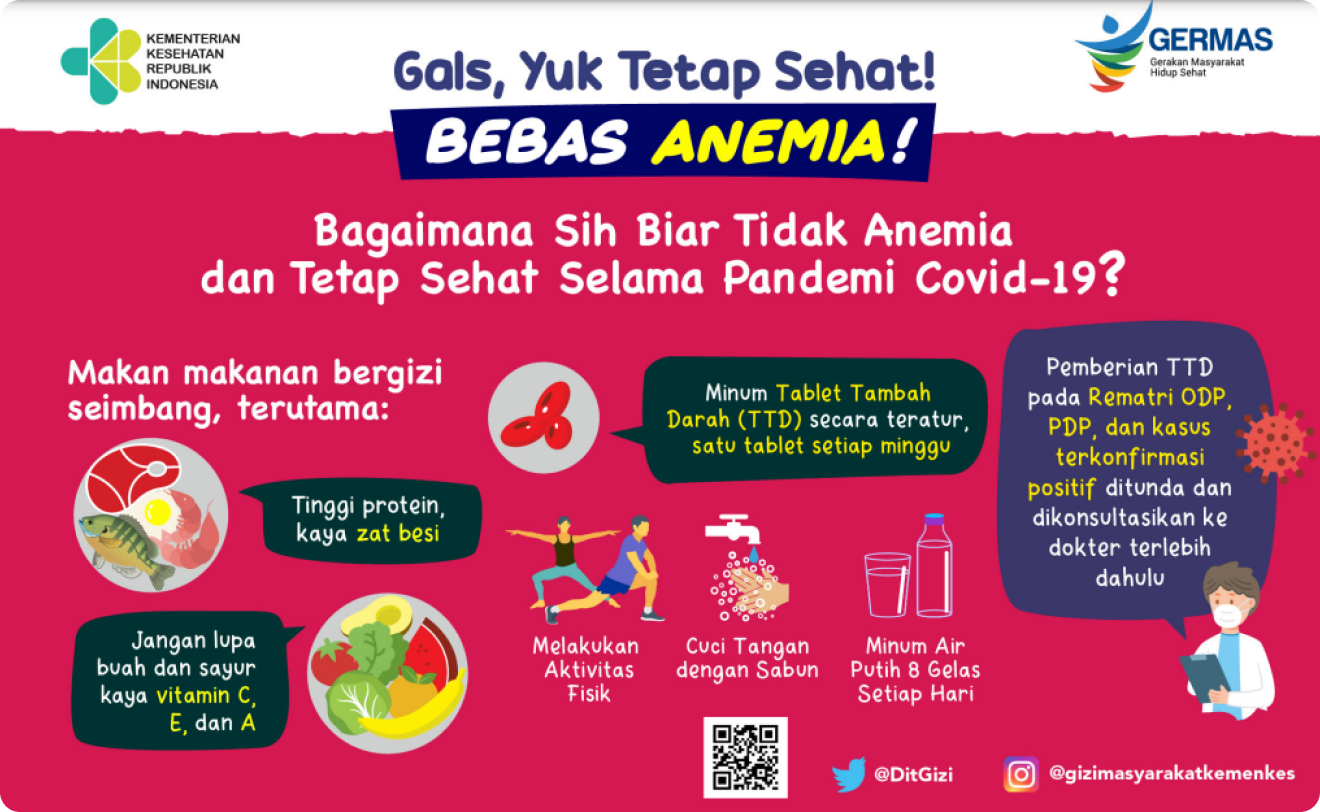 KEMENTERIAN
KESEHATAN
REPUBLIK
INDONESIA
GERMAS
Gerakan Masyarakat
Hidup Sehat
Gals, Yuk Tetap Sehat!
BEBAS ANEMIA!
Bagaimana Sih Biar Tidak Anemia
dan Tetap Sehat Selama Pandemi Covid-19?
Makan makanan bergizi
seimbang, terutama:
Tinggi protein,
kaya zat besi
Jangan lupa
buah dan sayur
kaya vitamin C,
E, dan A
Minum Tablet Tambah
Darah (TTD) secara teratur,
satu tablet setiap minggu
Melakukan
Aktivitas
Fisik
Cuci Tangan
dengan Sabun
Minum Air
Putih 8 Gelas
Setiap Hari
Pemberian TTD
pada Rematri ODP,
PDP, dan kasus
terkonfirmasi
positif ditunda dan
dikonsultasikan ke
dokter terlebih
dahulu
@DitGizi
@gizimasyarakatkemenkes